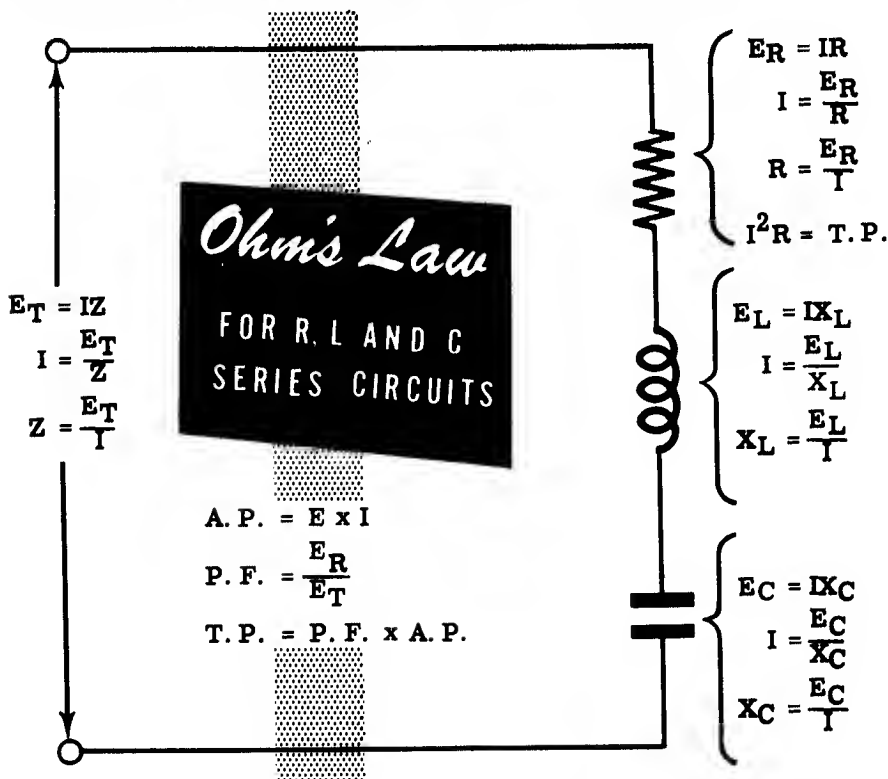 Ohm's Law
FOR R, L AND C
SERIES CIRCUITS
E_T = IZ
I = E_T/Z
Z = E_T/I
A.P. = E x I
P.F. = E_R/E_T
T.P. = P.F. x A.P.
E_R = IR
I = E_R/R
R = E_R/I
I²R = T.P.
E_L = IX_L
I = E_L/X_L
X_L = E_L/I
E_C = IX_C
I = E_C/X_C
X_C = E_C/I